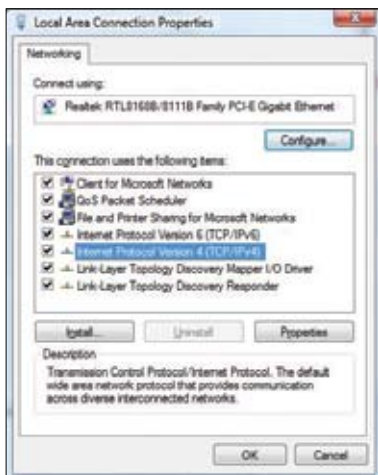 Local Area Connection Properties
Networking
Connect using:
Realtek RTL8168B/8111B Family PCI-E Gigabit Ethernet
Configure...
This connection uses the following items:
Client for Microsoft Networks
QoS Packet Scheduler
File and Printer Sharing for Microsoft Networks
Internet Protocol Version 6 (TCP/IPv6)
Internet Protocol Version 4 (TCP/IPv4)
Link-Layer Topology Discovery Mapper I/O Driver
Link-Layer Topology Discovery Responder
Install...
Uninstall
Properties
Description
Transmission Control Protocol/Internet Protocol. The default
wide area network protocol that provides communication
across diverse interconnected networks.
OK
Cancel